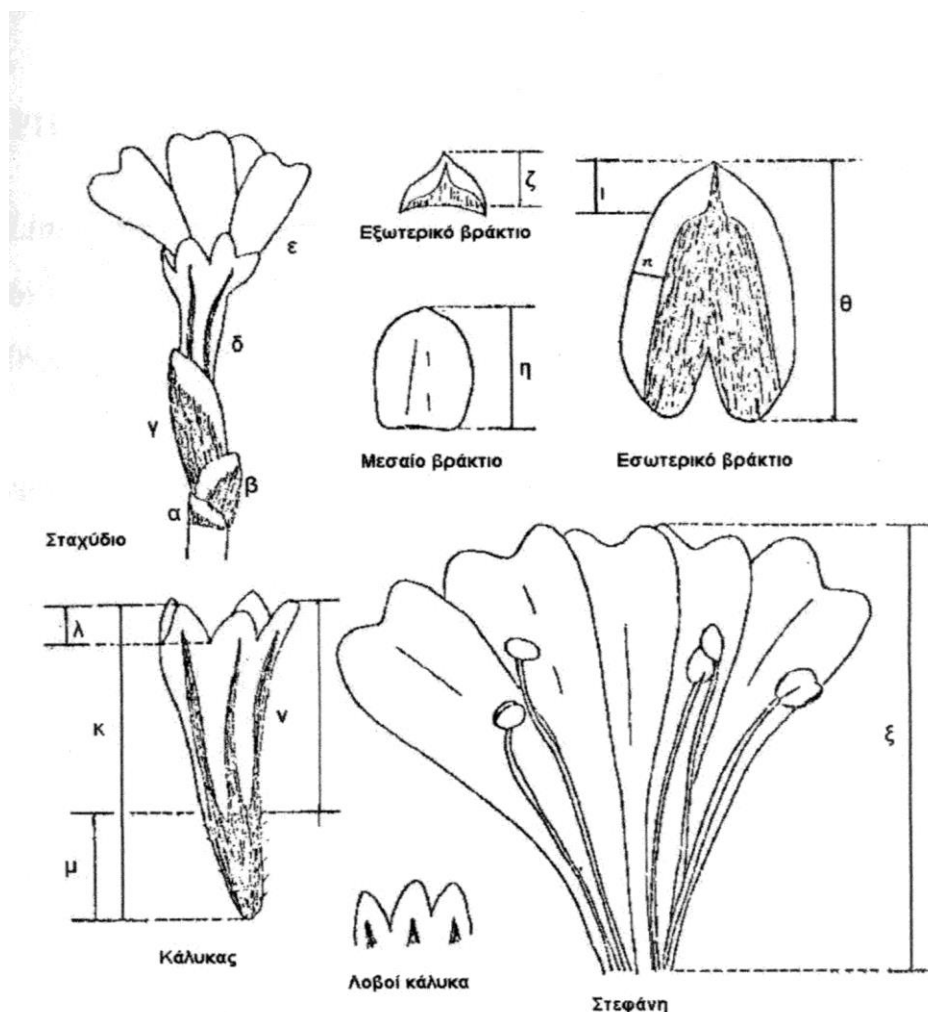 ζ
Εξωτερικό βράκτιο
ι
π
θ
ε
δ
γ
β
α
Σταχύδιο
η
Μεσαίο βράκτιο
Εσωτερικό βράκτιο
λ
κ
ν
μ
Κάλυκας
Λοβοί κάλυκα
ξ
Στεφάνη